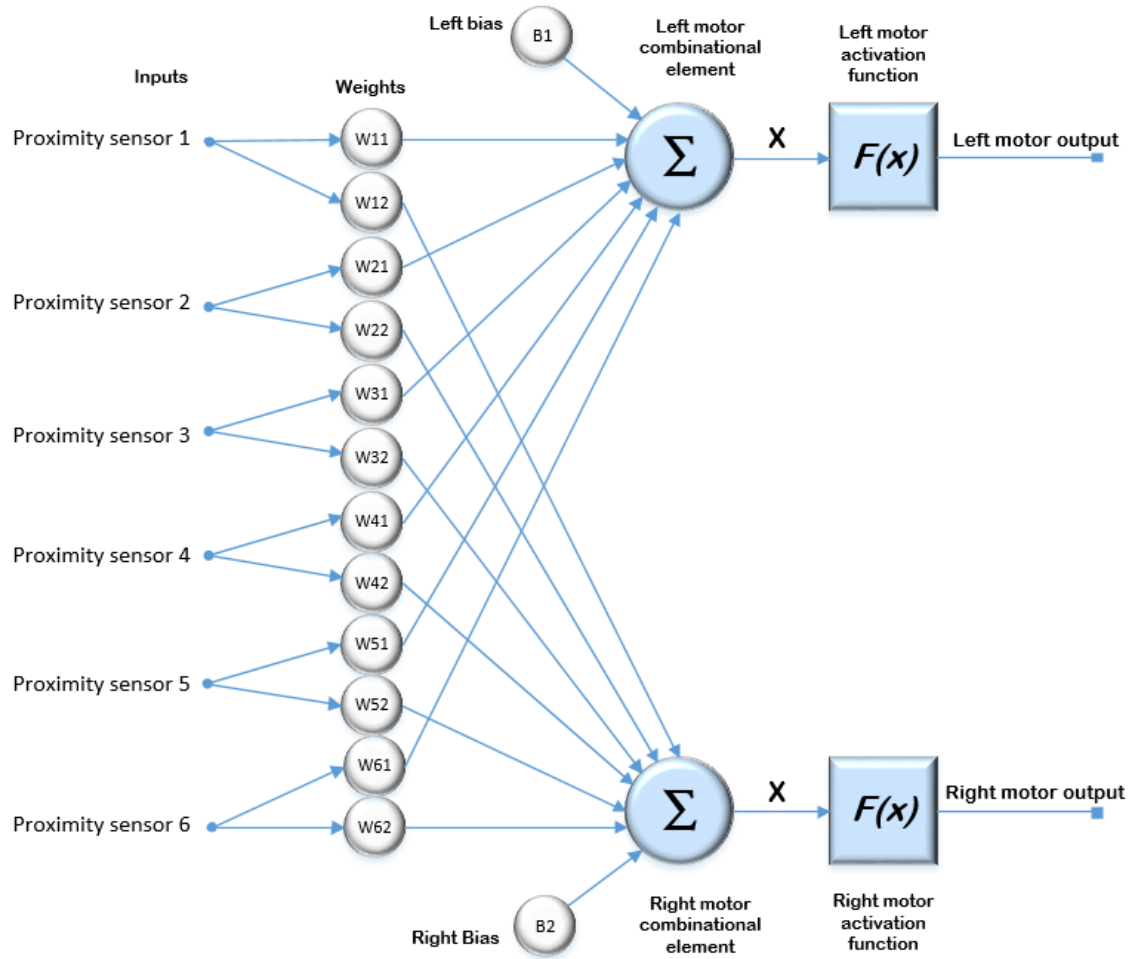 Left bias
B1
Left motor
combinational
element
Left motor
activation
function
Inputs
Weights
Proximity sensor 1
W11
W12
Σ
X
F(x)
Left motor output
Proximity sensor 2
W21
W22
Proximity sensor 3
W31
W32
Proximity sensor 4
W41
W42
Proximity sensor 5
W51
W52
Proximity sensor 6
W61
W62
Σ
X
F(x)
Right motor output
Right Bias
B2
Right motor
combinational
element
Right motor
activation
function